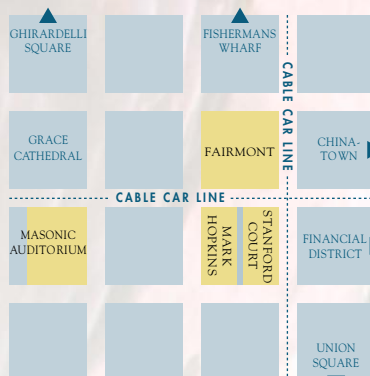 GHIRARDELLI
SQUARE
FISHERMANS
WHARF
CABLE CAR LINE
GRACE
CATHEDRAL
FAIRMONT
CHINA-
TOWN
CABLE CAR LINE
MASONIC
AUDITORIUM
MARK
HOPKINS
STANFORD
COURT
FINANCIAL
DISTRICT
UNION
SQUARE